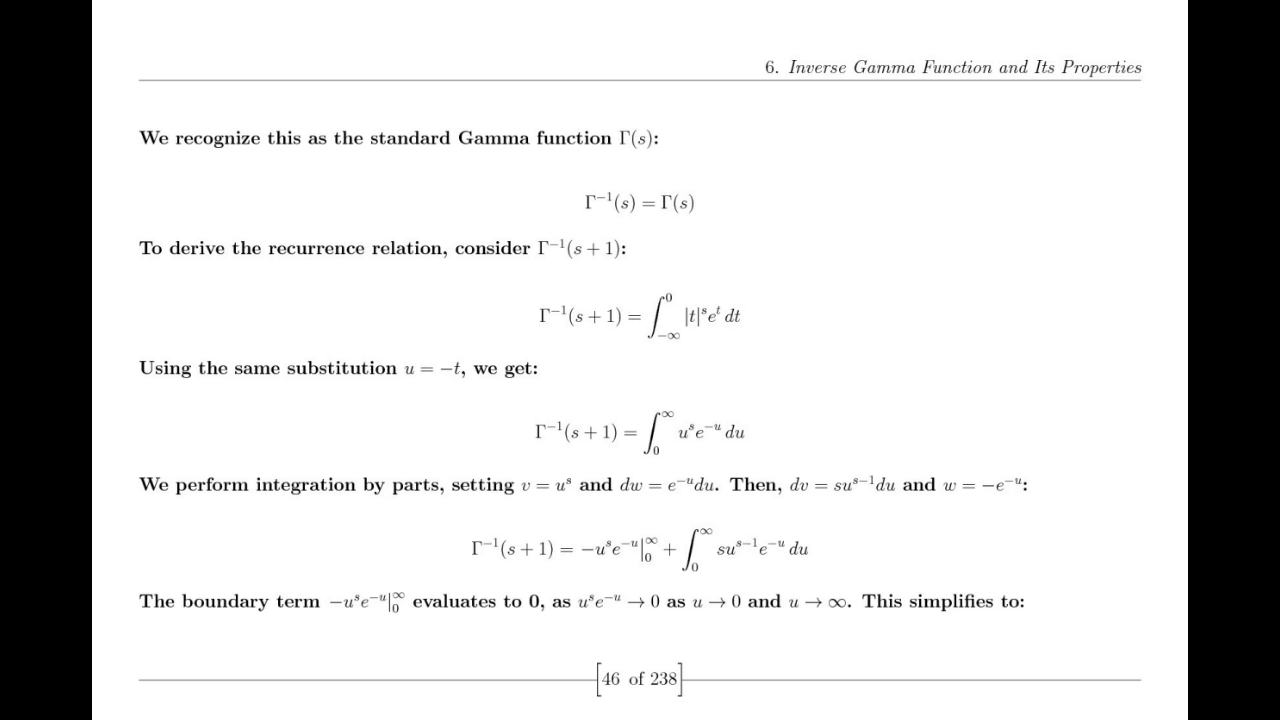 6. Inverse Gamma Function and Its Properties
We recognize this as the standard Gamma function Γ(s):
Γ⁻¹(s) = Γ(s)
To derive the recurrence relation, consider Γ⁻¹(s + 1):
Γ⁻¹(s + 1) = ∫_{-∞}^{0} |t|^s e^t dt
Using the same substitution u = −t, we get:
Γ⁻¹(s + 1) = ∫_{0}^{∞} u^s e^{-u} du
We perform integration by parts, setting v = u^s and dw = e^{-u}du. Then, dv = su^{s−1}du and w = −e^{-u}:
Γ⁻¹(s + 1) = −u^s e^{-u}|_{0}^{∞} + ∫_{0}^{∞} su^{s−1}e^{-u} du
The boundary term −u^s e^{-u}|_{0}^{∞} evaluates to 0, as u^s e^{-u} → 0 as u → 0 and u → ∞. This simplifies to:
[46 of 238]